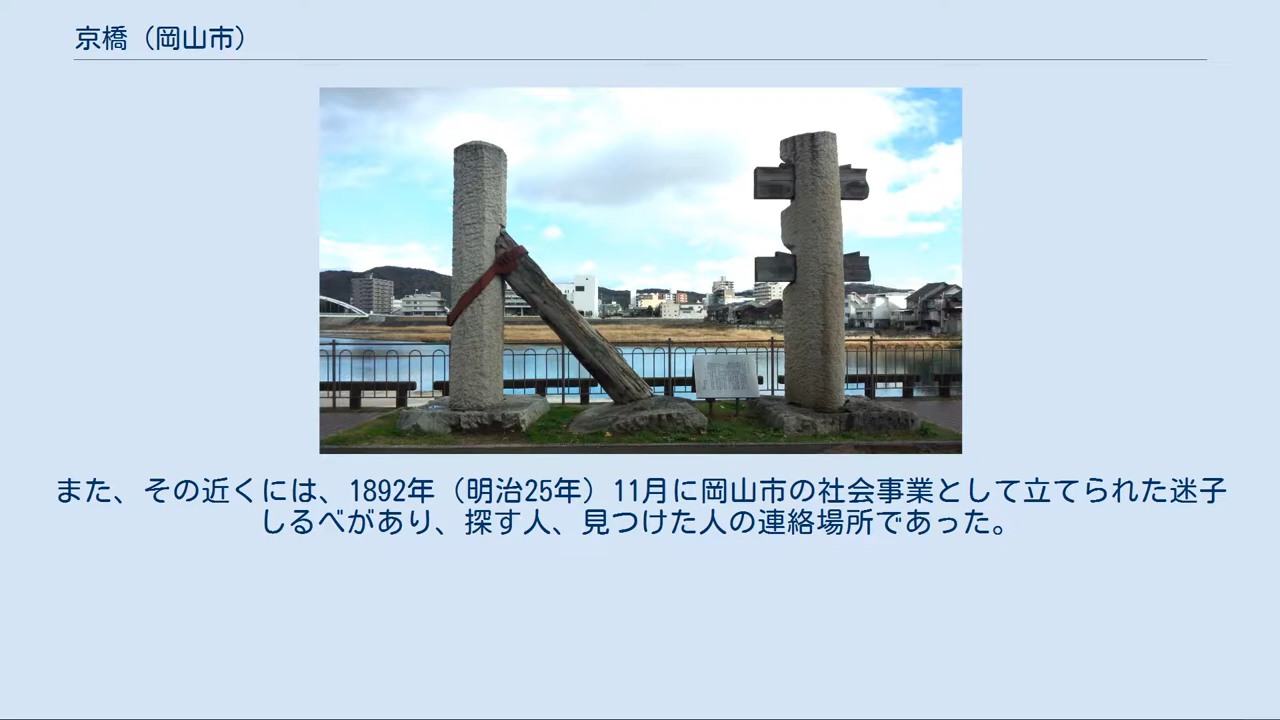 京橋（岡山市）
また、その近くには、1892年（明治25年）11月に岡山市の社会事業として立てられた迷子
しるべがあり、探す人、見つけた人の連絡場所であった。